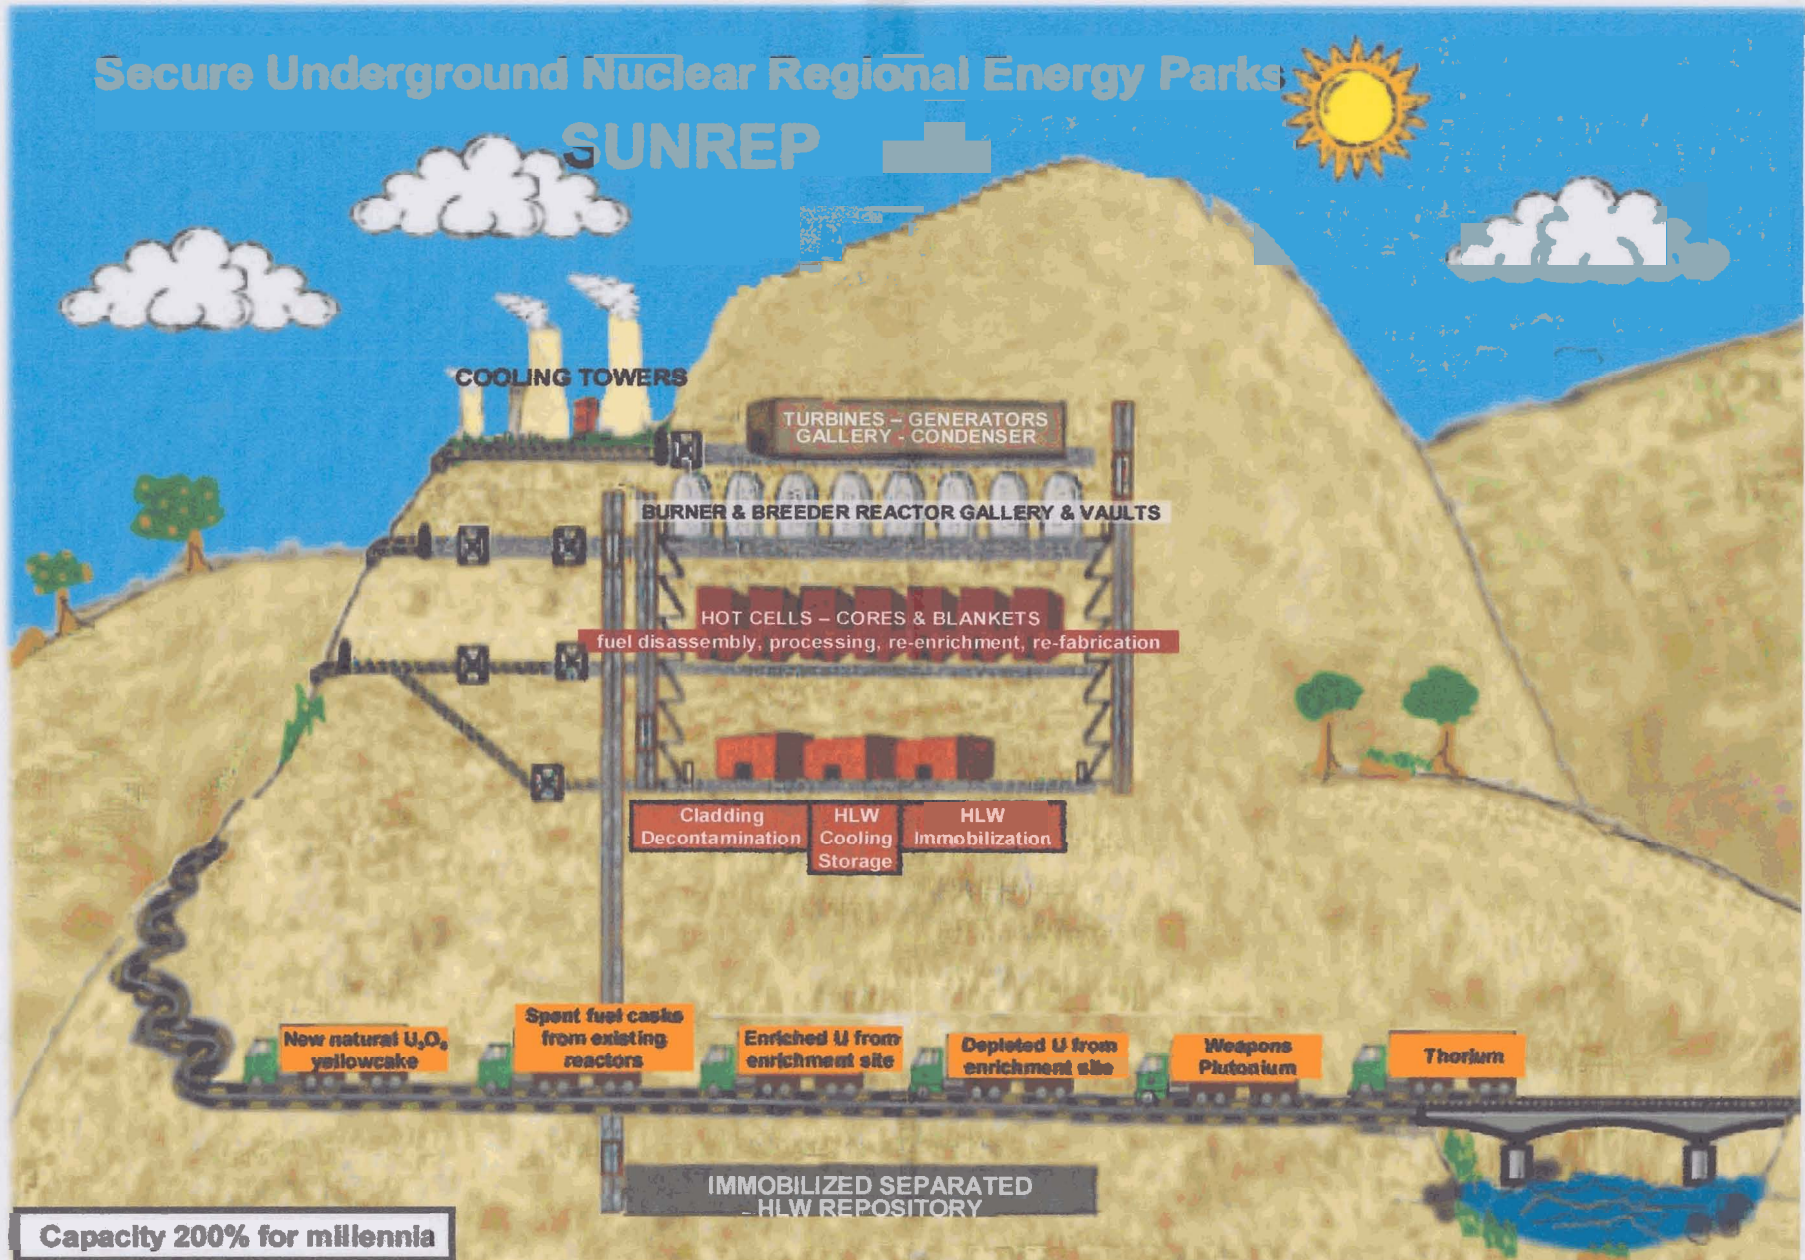 Secure Underground Nuclear Regional Energy Parks
SUNREP
COOLING TOWERS
TURBINES – GENERATORS
GALLERY - CONDENSER
BURNER & BREEDER REACTOR GALLERY & VAULTS
HOT CELLS – CORES & BLANKETS
fuel disassembly, processing, re-enrichment, re-fabrication
Cladding
Decontamination
HLW
Cooling
Storage
HLW
Immobilization
New natural U₃O₈
yellowcake
Spent fuel casks
from existing
reactors
Enriched U from
enrichment site
Depleted U from
enrichment site
Weapons
Plutonium
Thorium
IMMOBILIZED SEPARATED
HLW REPOSITORY
Capacity 200% for millennia